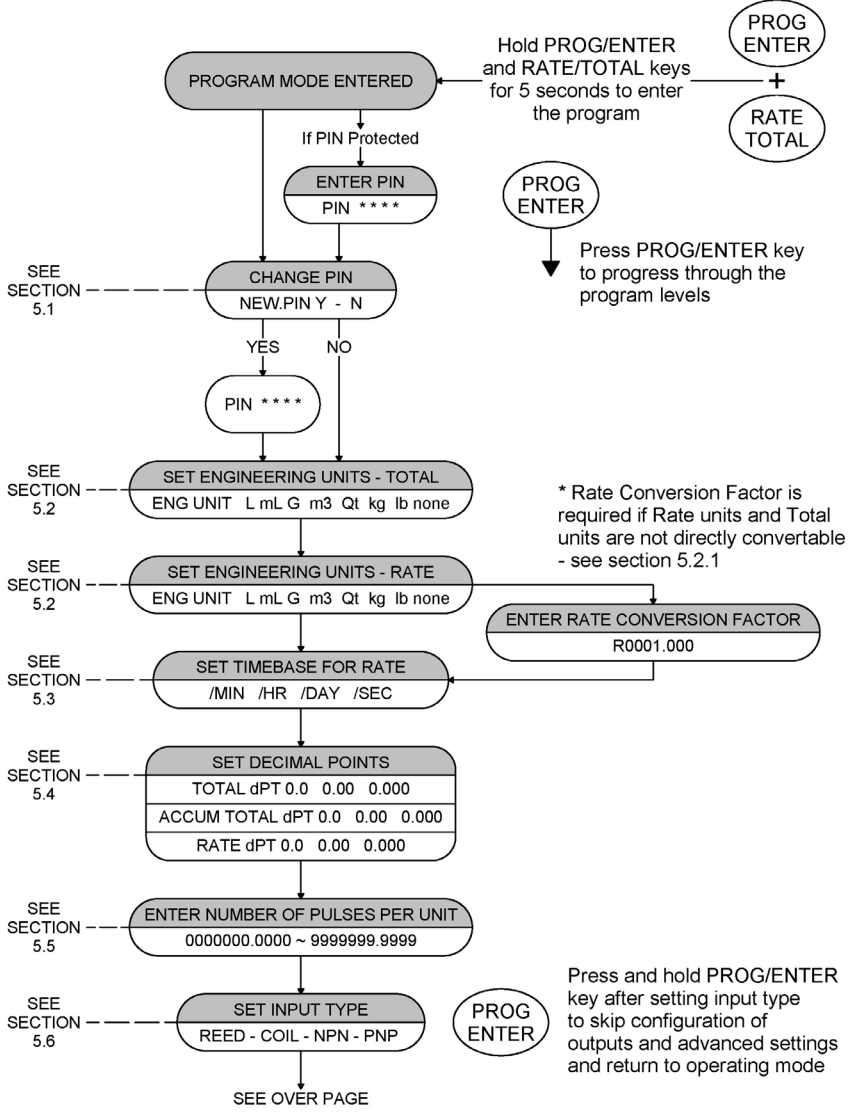 PROG
ENTER
+
RATE
TOTAL
Hold PROG/ENTER
and RATE/TOTAL keys
for 5 seconds to enter
the program
PROGRAM MODE ENTERED
If PIN Protected
ENTER PIN
PIN * * * *
PROG
ENTER
Press PROG/ENTER key
to progress through the
program levels
SEE
SECTION
5.1
CHANGE PIN
NEW.PIN Y - N
YES
NO
PIN * * * *
SEE
SECTION
5.2
SET ENGINEERING UNITS - TOTAL
ENG UNIT L mL G m3 Qt kg lb none
* Rate Conversion Factor is
required if Rate units and Total
units are not directly convertable
- see section 5.2.1
SEE
SECTION
5.2
SET ENGINEERING UNITS - RATE
ENG UNIT L mL G m3 Qt kg lb none
ENTER RATE CONVERSION FACTOR
R0001.000
SEE
SECTION
5.3
SET TIMEBASE FOR RATE
/MIN /HR /DAY /SEC
SEE
SECTION
5.4
SET DECIMAL POINTS
TOTAL dPT 0.0 0.00 0.000
ACCUM TOTAL dPT 0.0 0.00 0.000
RATE dPT 0.0 0.00 0.000
SEE
SECTION
5.5
ENTER NUMBER OF PULSES PER UNIT
0000000.0000 ~ 9999999.9999
SEE
SECTION
5.6
SET INPUT TYPE
REED - COIL - NPN - PNP
PROG
ENTER
Press and hold PROG/ENTER
key after setting input type
to skip configuration of
outputs and advanced settings
and return to operating mode
SEE OVER PAGE